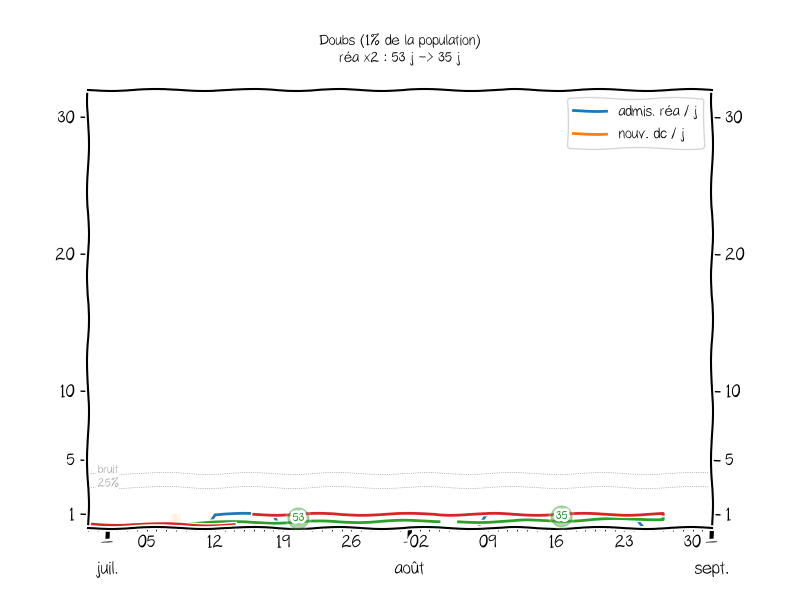 Doubs (1% de la population)
réa x2 : 53 j -> 35 j
admis. réa / j
nouv. dc / j
30
30
20
20
10
10
5
5
bruit
25%
1
1
53
35
05
12
19
26
02
09
16
23
30
juil.
août
sept.